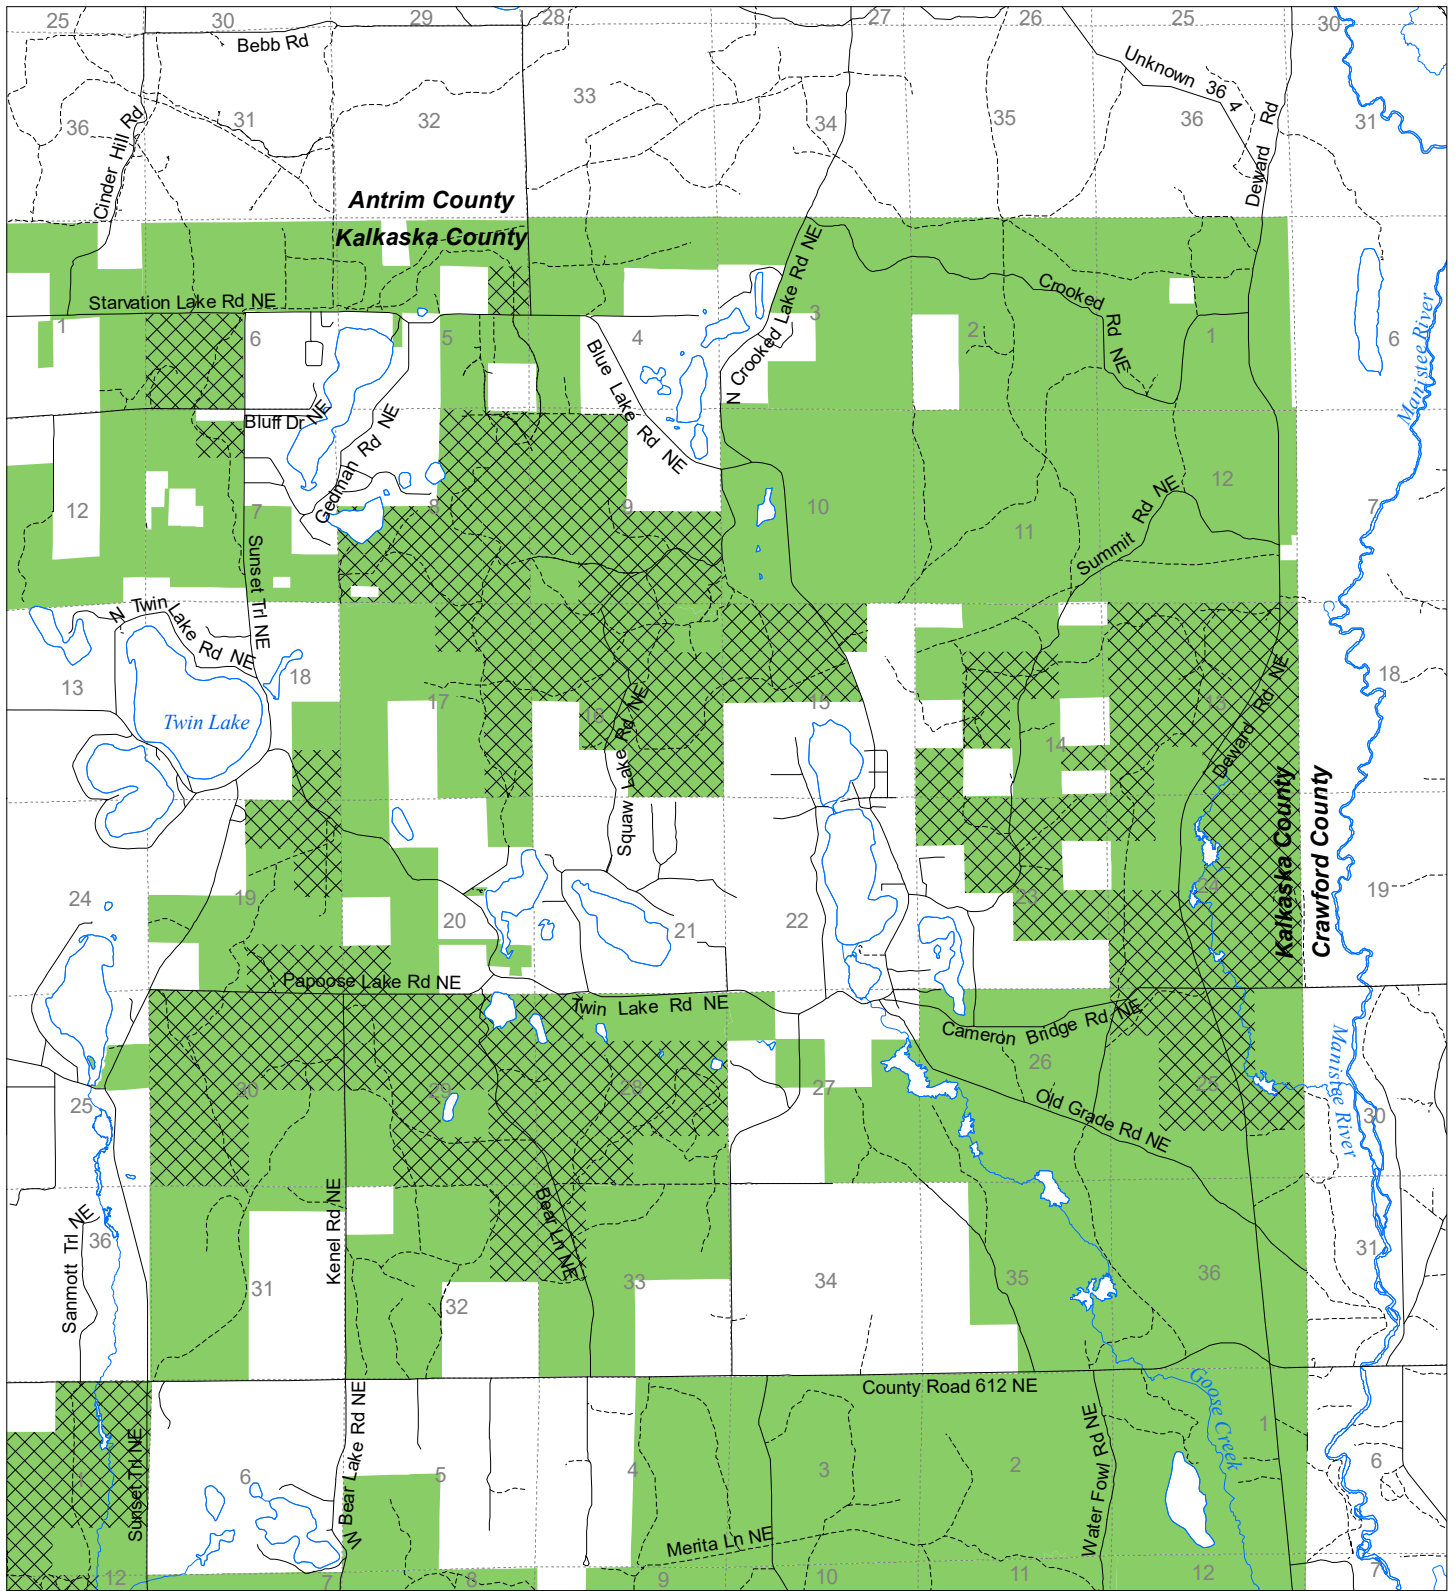 25
30
29
28
27
26
25
30
Bebb Rd
Unknown 36 4
36
31
32
33
34
35
36
31
Cinder Hill Rd
Deward Rd
Antrim County
Kalkaska County
Starvation Lake Rd NE
N Crooked Lake Rd NE
Crooked Rd NE
1
6
5
4
3
2
1
6
Manistee River
Blue Lake Rd NE
Bluff Dr NE
Gedman Rd NE
12
7
8
9
10
11
12
7
Summit Rd NE
Sunset Trl NE
N Twin Lake Rd NE
13
18
17
16
15
14
13
18
Twin Lake
Squaw Lake Rd NE
Deward Rd NE
Kalkaska County
Crawford County
24
19
20
21
22
23
24
19
Papoose Lake Rd NE
Twin Lake Rd NE
Cameron Bridge Rd NE
Manistee River
25
30
29
28
27
26
25
30
Old Grade Rd NE
Sanmott Trl NE
Kenel Rd NE
Bear Ln NE
36
31
32
33
34
35
36
31
County Road 612 NE
Goose Creek
Sunset Trl NE
W Bear Lake Rd NE
Water Fowl Rd NE
1
6
5
4
3
2
1
6
Merita Ln NE
12
7
8
9
10
11
12
7